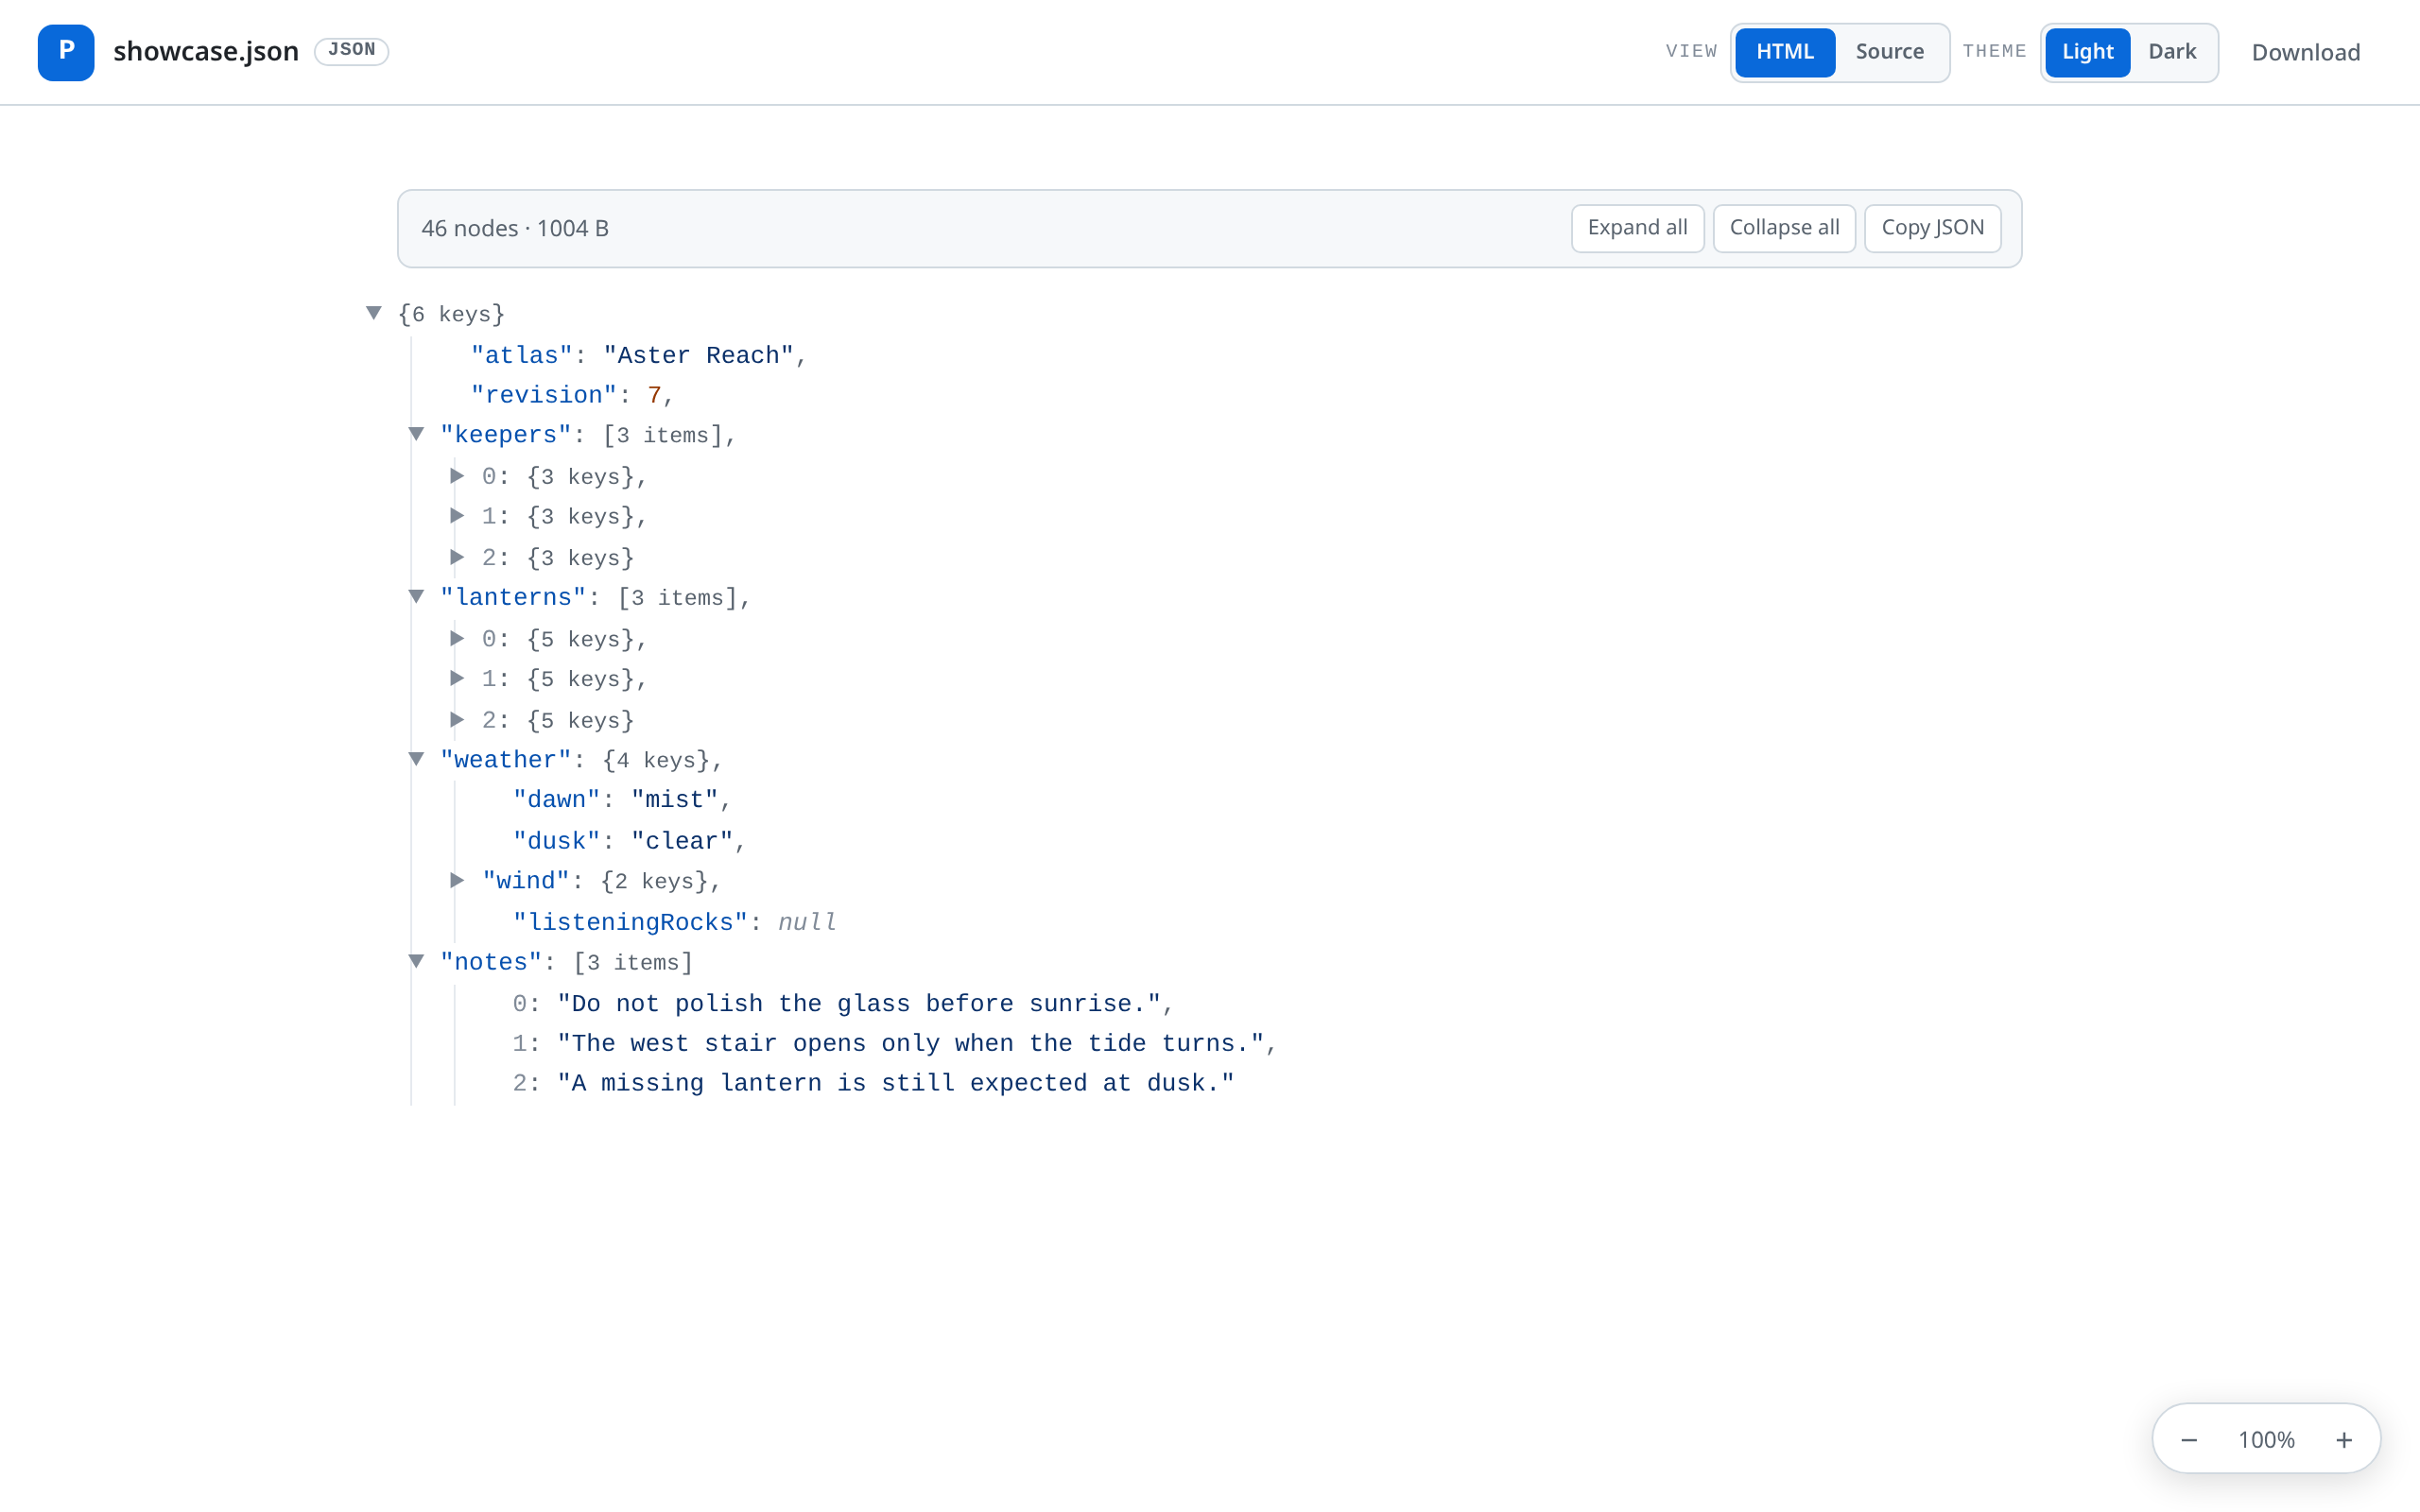 P showcase.json JSON VIEW HTML Source THEME Light Dark Download
46 nodes · 1004 B Expand all Collapse all Copy JSON
{6 keys}
"atlas": "Aster Reach",
"revision": 7,
"keepers": [3 items],
0: {3 keys},
1: {3 keys},
2: {3 keys}
"lanterns": [3 items],
0: {5 keys},
1: {5 keys},
2: {5 keys}
"weather": {4 keys},
"dawn": "mist",
"dusk": "clear",
"wind": {2 keys},
"listeningRocks": null
"notes": [3 items]
0: "Do not polish the glass before sunrise.",
1: "The west stair opens only when the tide turns.",
2: "A missing lantern is still expected at dusk."
− 100% +